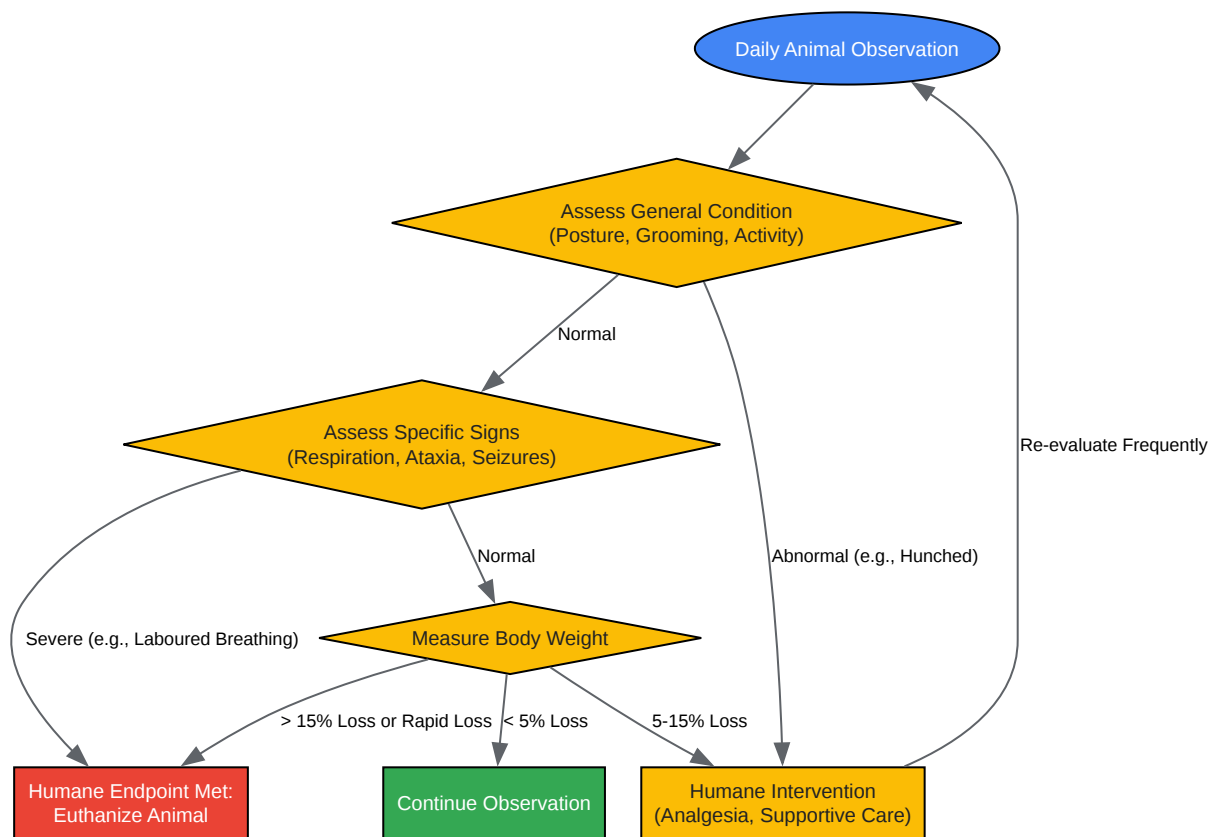 Daily Animal Observation
Assess General Condition
(Posture, Grooming, Activity)
Normal
Assess Specific Signs
(Respiration, Ataxia, Seizures)
Re-evaluate Frequently
Normal
Abnormal (e.g., Hunched)
Severe (e.g., Laboured Breathing)
Measure Body Weight
> 15% Loss or Rapid Loss
< 5% Loss
5-15% Loss
Humane Endpoint Met:
Euthanize Animal
Continue Observation
Humane Intervention
(Analgesia, Supportive Care)